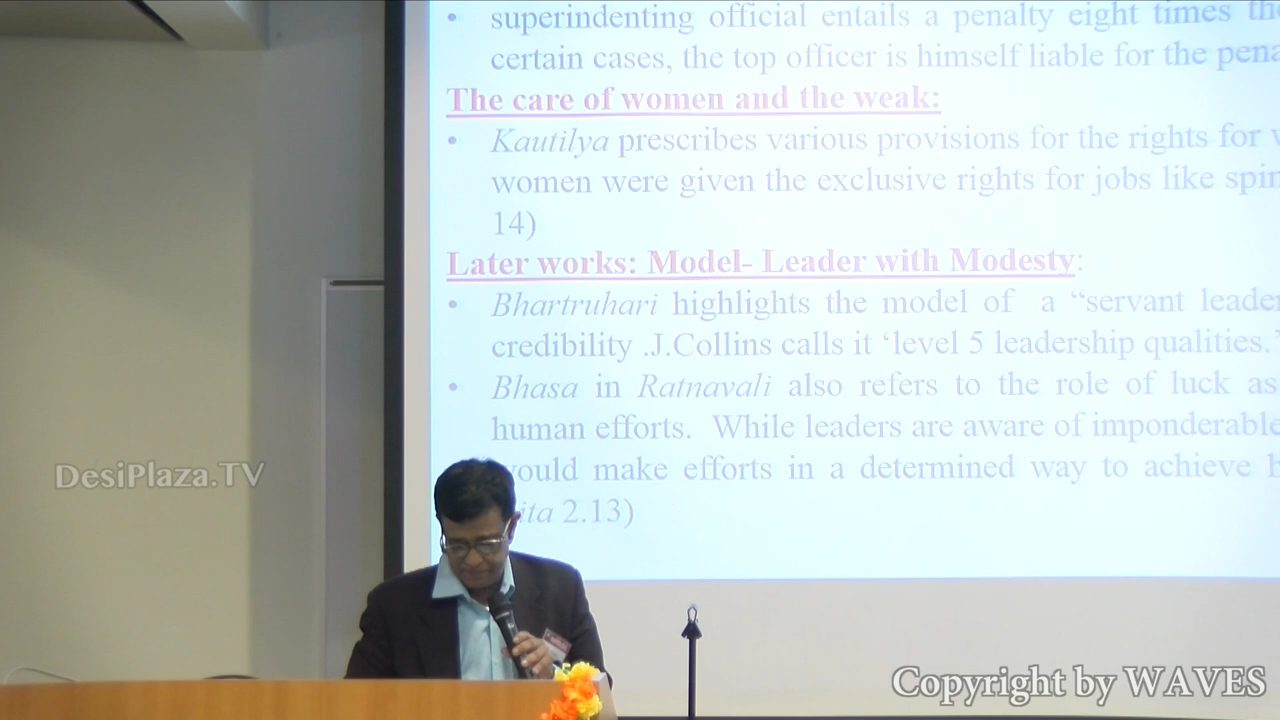 superindenting official entails a penalty eight times
certain cases, the top officer is himself liable for the
The care of women and the weak:
Kautilya prescribes various provisions for the rights for
women were given the exclusive rights for jobs like
14)
Later works: Model- Leader with Modesty:
Bhartruhari highlights the model of a “servant
credibility .J.Collins calls it ‘level 5 leadership qualities.’
Bhasa in Ratnavali also refers to the role of luck as
human efforts. While leaders are aware of
would make efforts in a determined way to achieve
2.13)
DesiPlaza.TV
Copyright by WAVES